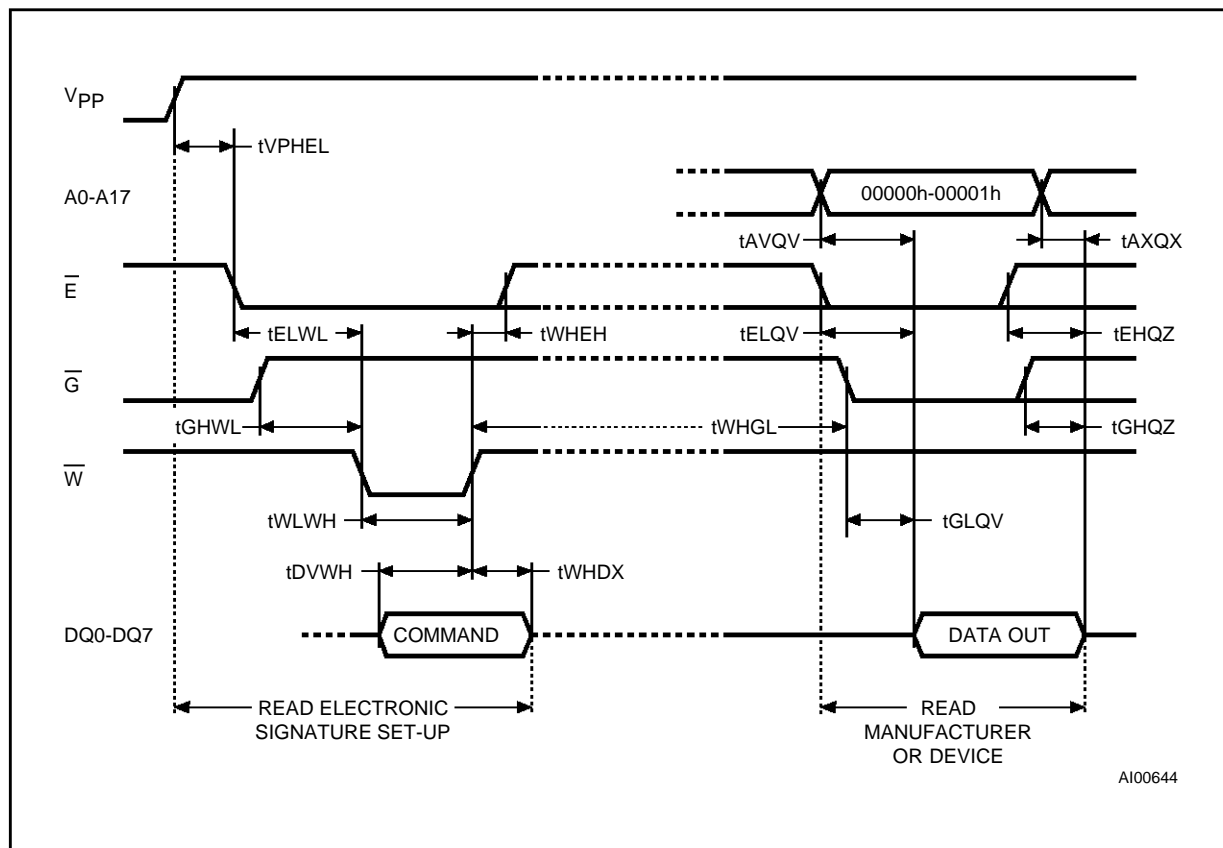 VPP
tVPHEL
A0-A17
00000h-00001h
tAVQV
tAXQX
E
tELWL
tWHEH
tELQV
tEHQZ
G
tGHWL
tWHGL
tGHQZ
W
tWLWH
tGLQV
tDVWH
tWHDX
DQ0-DQ7
COMMAND
DATA OUT
READ ELECTRONIC
SIGNATURE SET-UP
READ
MANUFACTURER
OR DEVICE
AI00644